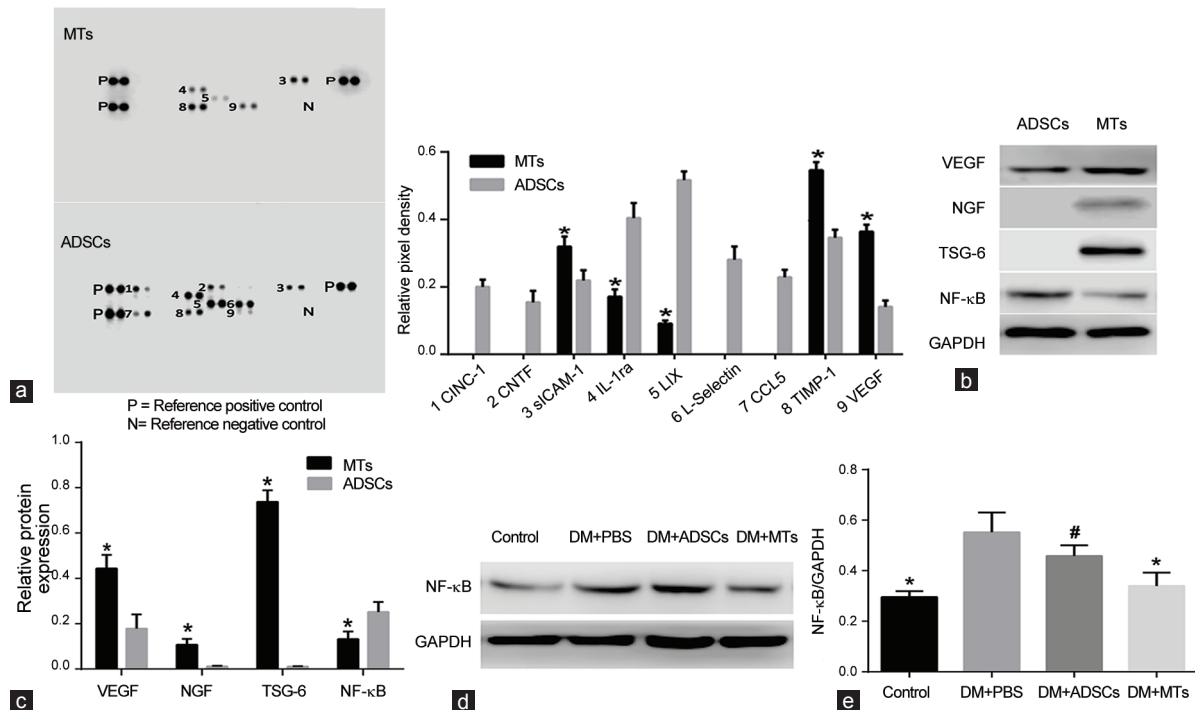 MTs
P 3 P
4
5
P 8 9 N
ADSCs
P 1 2 3 P
4
5 6
P 7 8 9 N
a
P = Reference positive control
N= Reference negative control
Relative pixel density
0.6
0.4
0.2
0.0
MTs
ADSCs
* * * * *
1 CINC-1
2 CNTF
3 sICAM-1
4 IL-1ra
5 LIX
6 L-Selectin
7 CCL5
8 TIMP-1
9 VEGF
ADSCs MTs
VEGF
NGF
TSG-6
NF-κB
GAPDH
b
Relative protein
expression
1.0
0.8
0.6
0.4
0.2
0.0
MTs
ADSCs
* * * *
VEGF NGF TSG-6 NF-κB
c
Control DM+PBS DM+ADSCs DM+MTs
NF-κB
GAPDH
d
NF-κB/GAPDH
0.8
0.6
0.4
0.2
0.0
* # *
Control DM+PBS DM+ADSCs DM+MTs
e